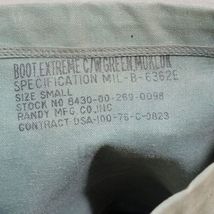 BOOT EXTREME C/W GREEN, MUKLUK
SPECIFICATION MIL-B-6362E
SIZE SMALL
STOCK NO 8430-00-269-0098
RANDY MFG CO., INC
CONTRACT DSA-100-76-C-0823